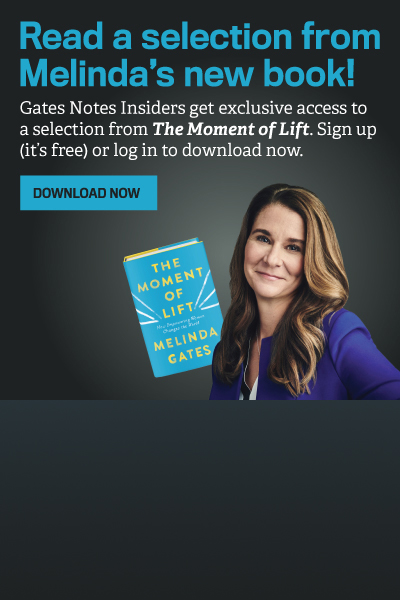 Read a selection from
Melinda's new book!
Gates Notes Insiders get exclusive access to
a selection from The Moment of Lift. Sign up
(it's free) or log in to download now.
DOWNLOAD NOW
THE
MOMENT
OF
LIFT
How Empowering Women
Changes the World
MELINDA
GATES